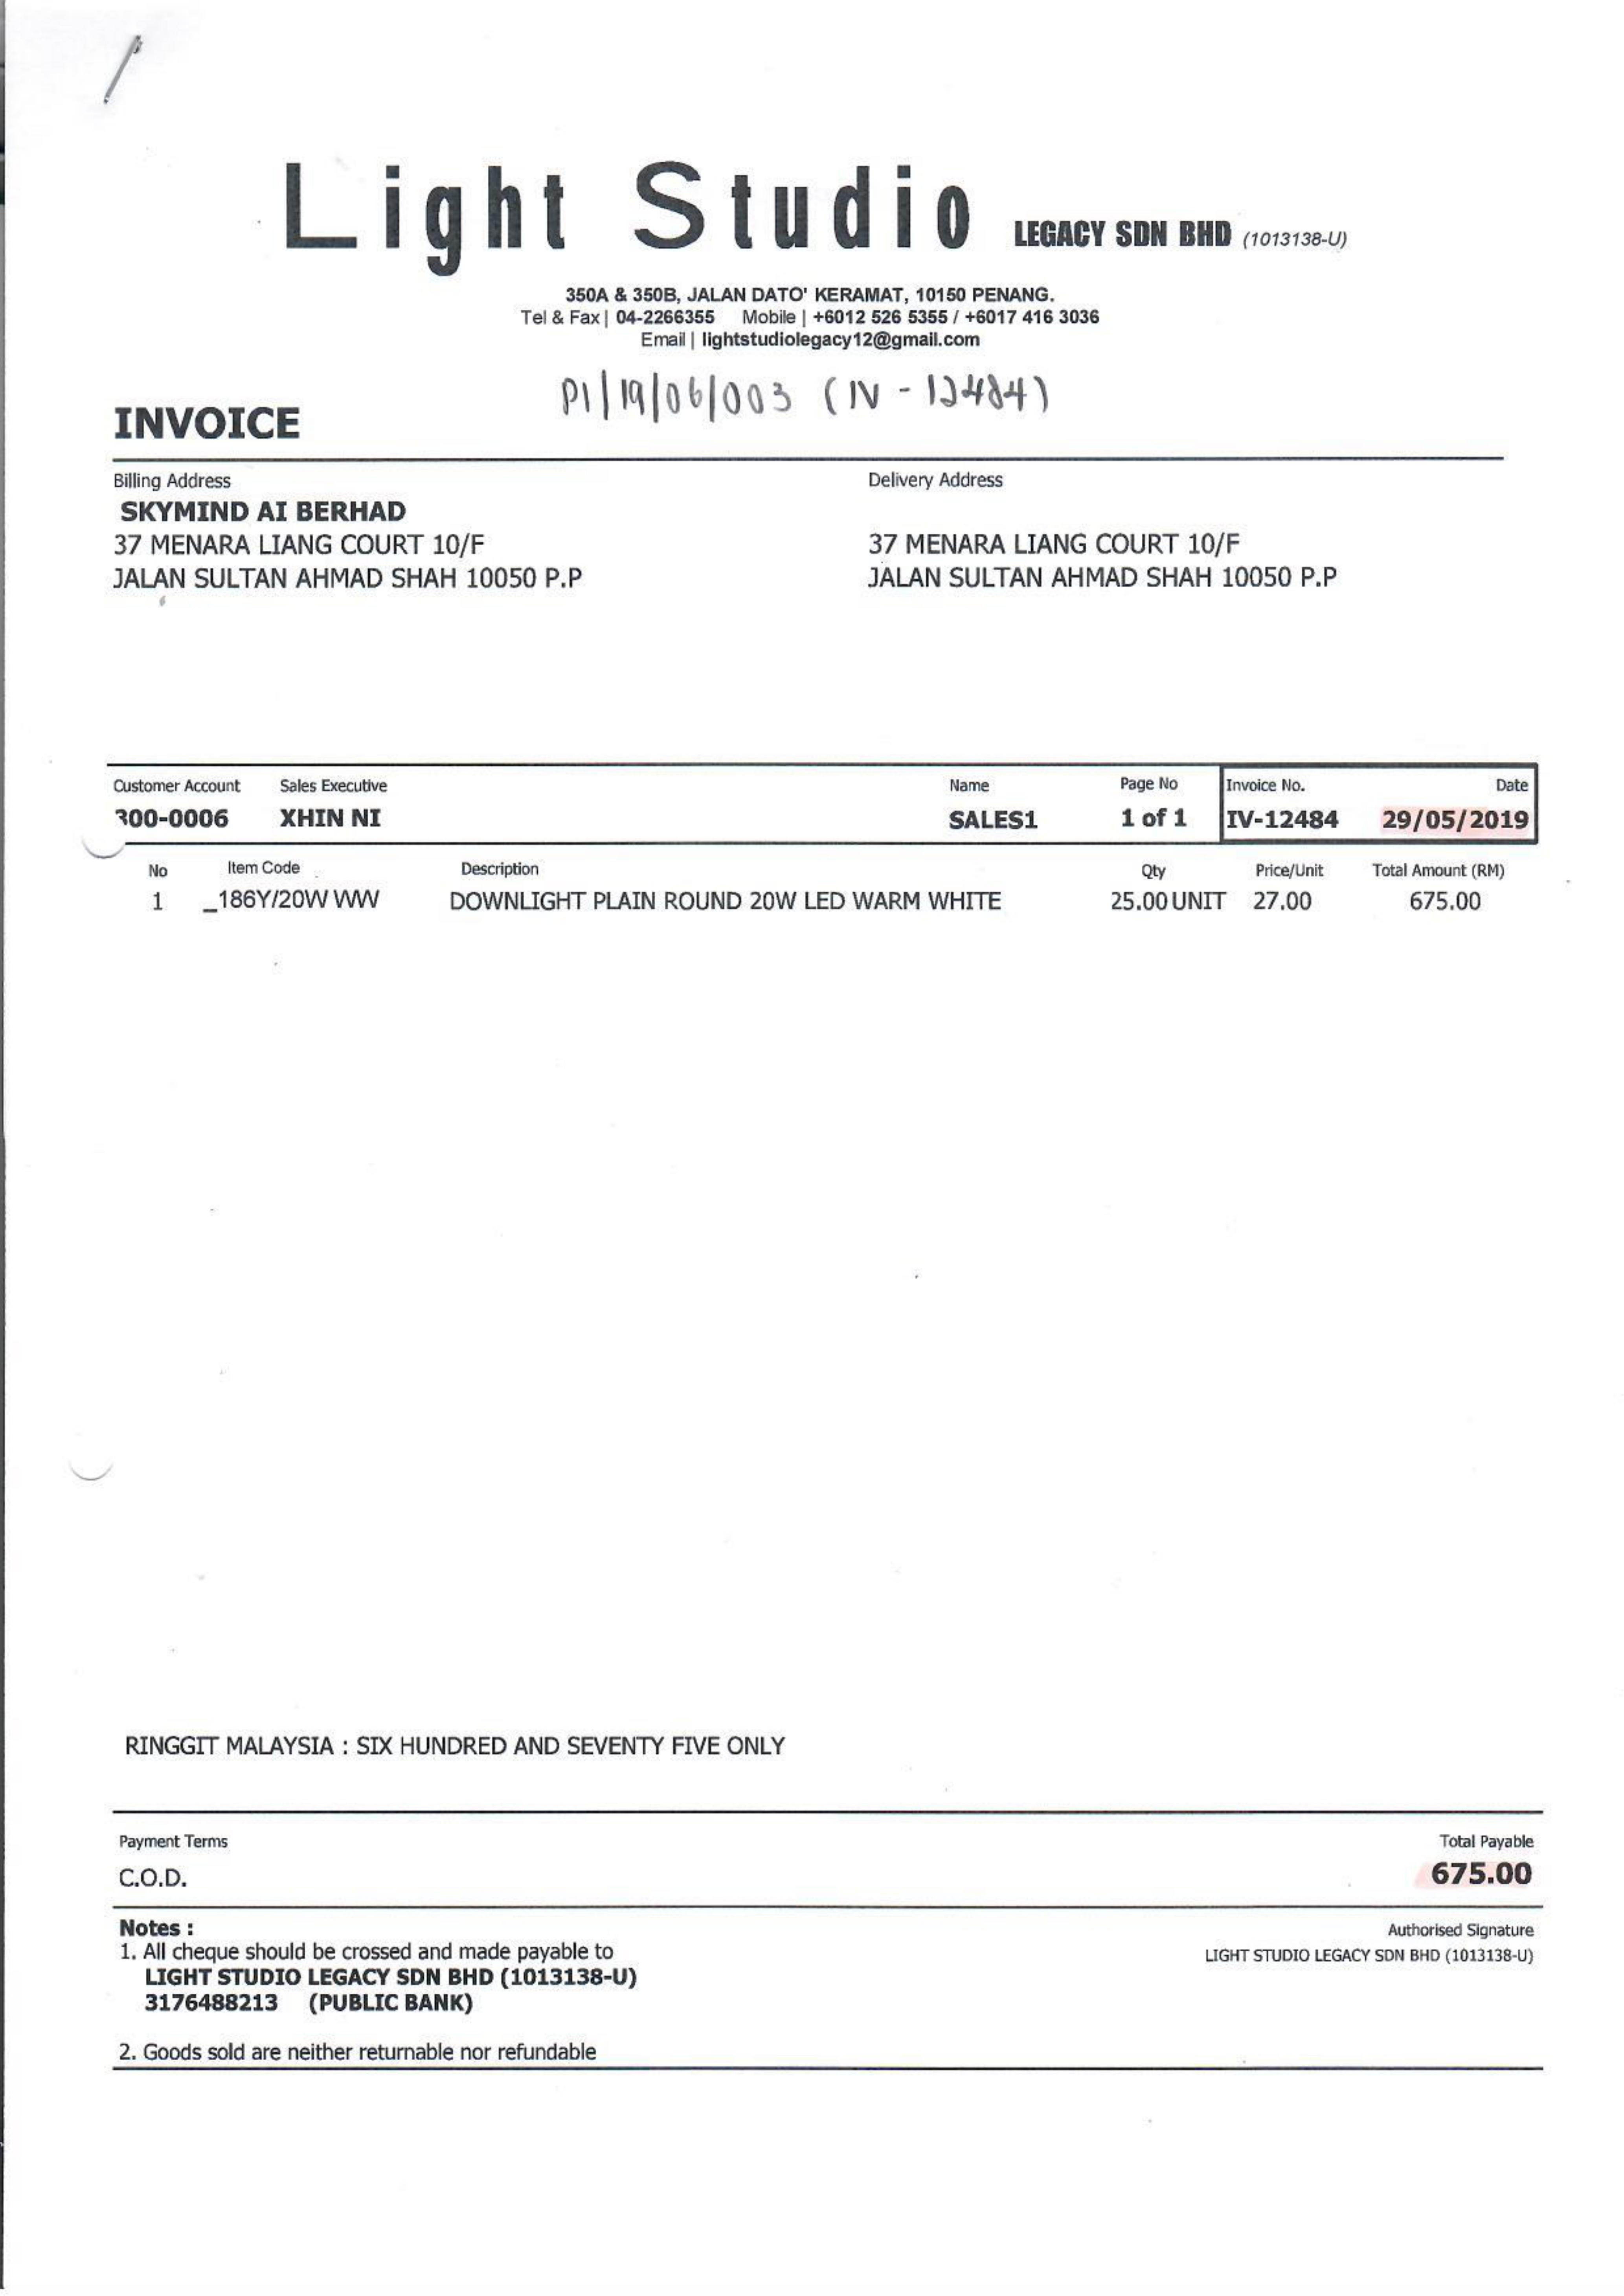 Light Studio LEGACY SDN BHD (1013138-U)
350A & 350B, JALAN DATO' KERAMAT, 10150 PENANG.
Tel & Fax | 04-2266355 Mobile | +6012 526 5355 / +6017 416 3036
Email | lightstudiolegacy12@gmail.com
PI/19/06/003 (IV - 12484)
INVOICE
Billing Address
SKYMIND AI BERHAD
37 MENARA LIANG COURT 10/F
JALAN SULTAN AHMAD SHAH 10050 P.P
Delivery Address
37 MENARA LIANG COURT 10/F
JALAN SULTAN AHMAD SHAH 10050 P.P
Customer Account Sales Executive Name Page No Invoice No. Date
300-0006 XHIN NI SALES1 1 of 1 IV-12484 29/05/2019
No Item Code Description Qty Price/Unit Total Amount (RM)
1 _186Y/20W WW DOWNLIGHT PLAIN ROUND 20W LED WARM WHITE 25.00 UNIT 27.00 675.00
RINGGIT MALAYSIA : SIX HUNDRED AND SEVENTY FIVE ONLY
Payment Terms Total Payable
C.O.D. 675.00
Notes :
1. All cheque should be crossed and made payable to
LIGHT STUDIO LEGACY SDN BHD (1013138-U)
3176488213 (PUBLIC BANK)
2. Goods sold are neither returnable nor refundable
Authorised Signature
LIGHT STUDIO LEGACY SDN BHD (1013138-U)